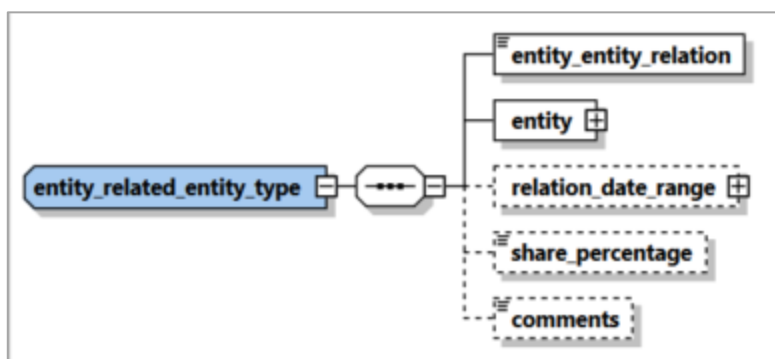 entity_entity_relation
entity
entity_related_entity_type
relation_date_range
share_percentage
comments